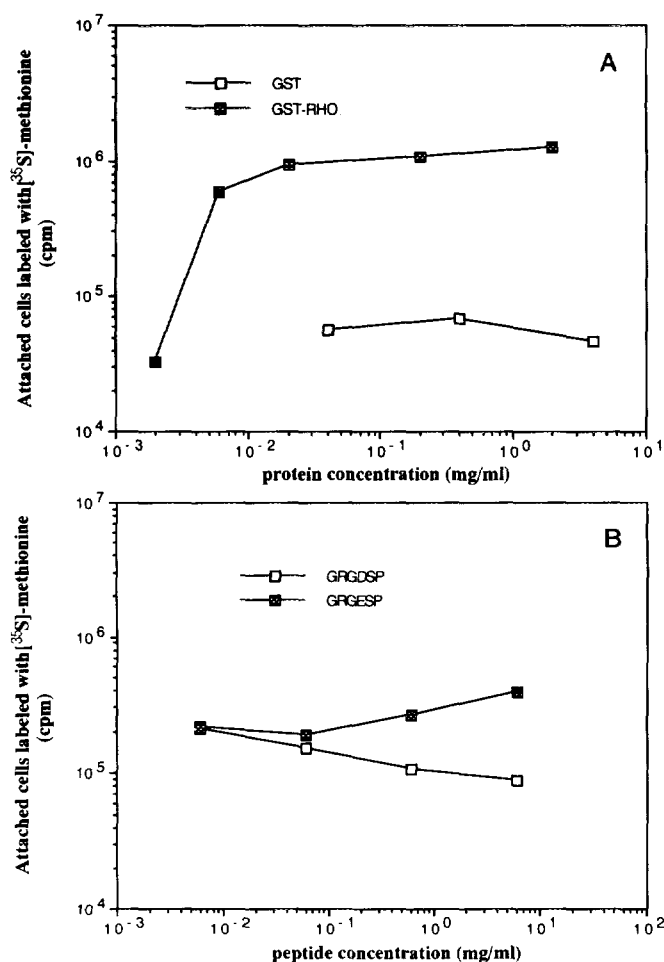 A
GST
GST-RHO
10^7
10^6
10^5
10^4
Attached cells labeled with[^35S]-methionine
(cpm)
10^-3
10^-2
10^-1
10^0
10^1
protein concentration (mg/ml)
B
GRGDSP
GRGESP
10^7
10^6
10^5
10^4
Attached cells labeled with[^35S]-methionine
(cpm)
10^-3
10^-2
10^-1
10^0
10^1
10^2
peptide concentration (mg/ml)